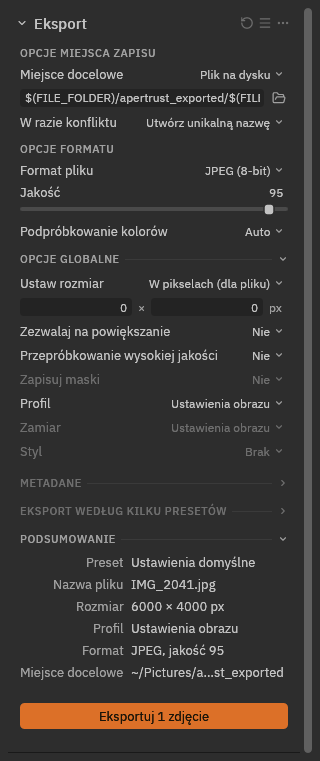 Eksport
OPCJE MIEJSCA ZAPISU
Miejsce docelowe Plik na dysku
$(FILE_FOLDER)/apertrust_exported/$(FILI
W razie konfliktu Utwórz unikalną nazwę
OPCJE FORMATU
Format pliku JPEG (8-bit)
Jakość 95
Podpróbkowanie kolorów Auto
OPCJE GLOBALNE
Ustaw rozmiar W pikselach (dla pliku)
0 × 0 px
Zezwalaj na powiększanie Nie
Przepróbkowanie wysokiej jakości Nie
Zapisuj maski Nie
Profil Ustawienia obrazu
Zamiar Ustawienia obrazu
Styl Brak
METADANE
EKSPORT WEDŁUG KILKU PRESETÓW
PODSUMOWANIE
Preset Ustawienia domyślne
Nazwa pliku IMG_2041.jpg
Rozmiar 6000 × 4000 px
Profil Ustawienia obrazu
Format JPEG, jakość 95
Miejsce docelowe ~/Pictures/a...st_exported
Eksportuj 1 zdjęcie